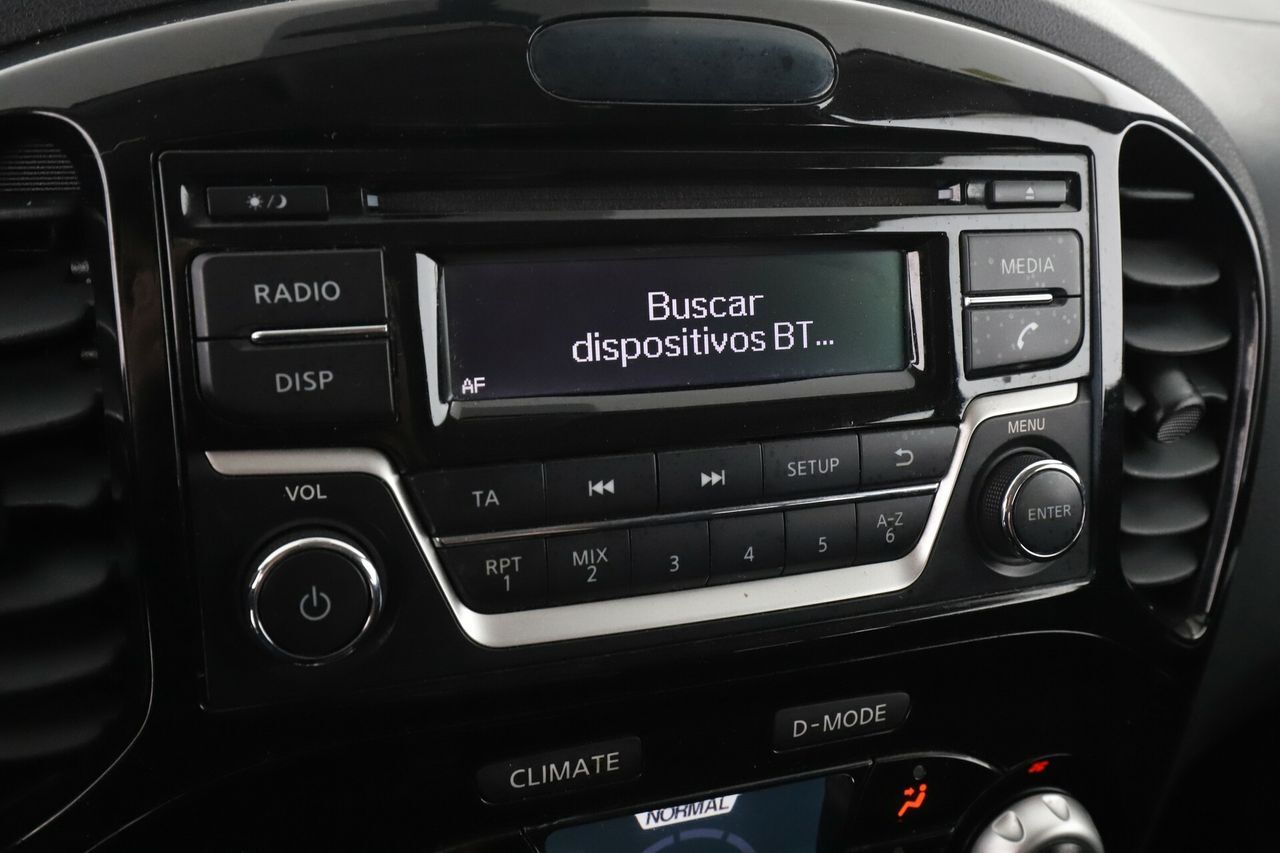 RADIO
MEDIA
Buscar
dispositivos BT...
AF
DISP
MENU
VOL
TA
SETUP
RPT
1
MIX
2
3
4
5
A-Z
6
ENTER
D-MODE
CLIMATE
NORMAL